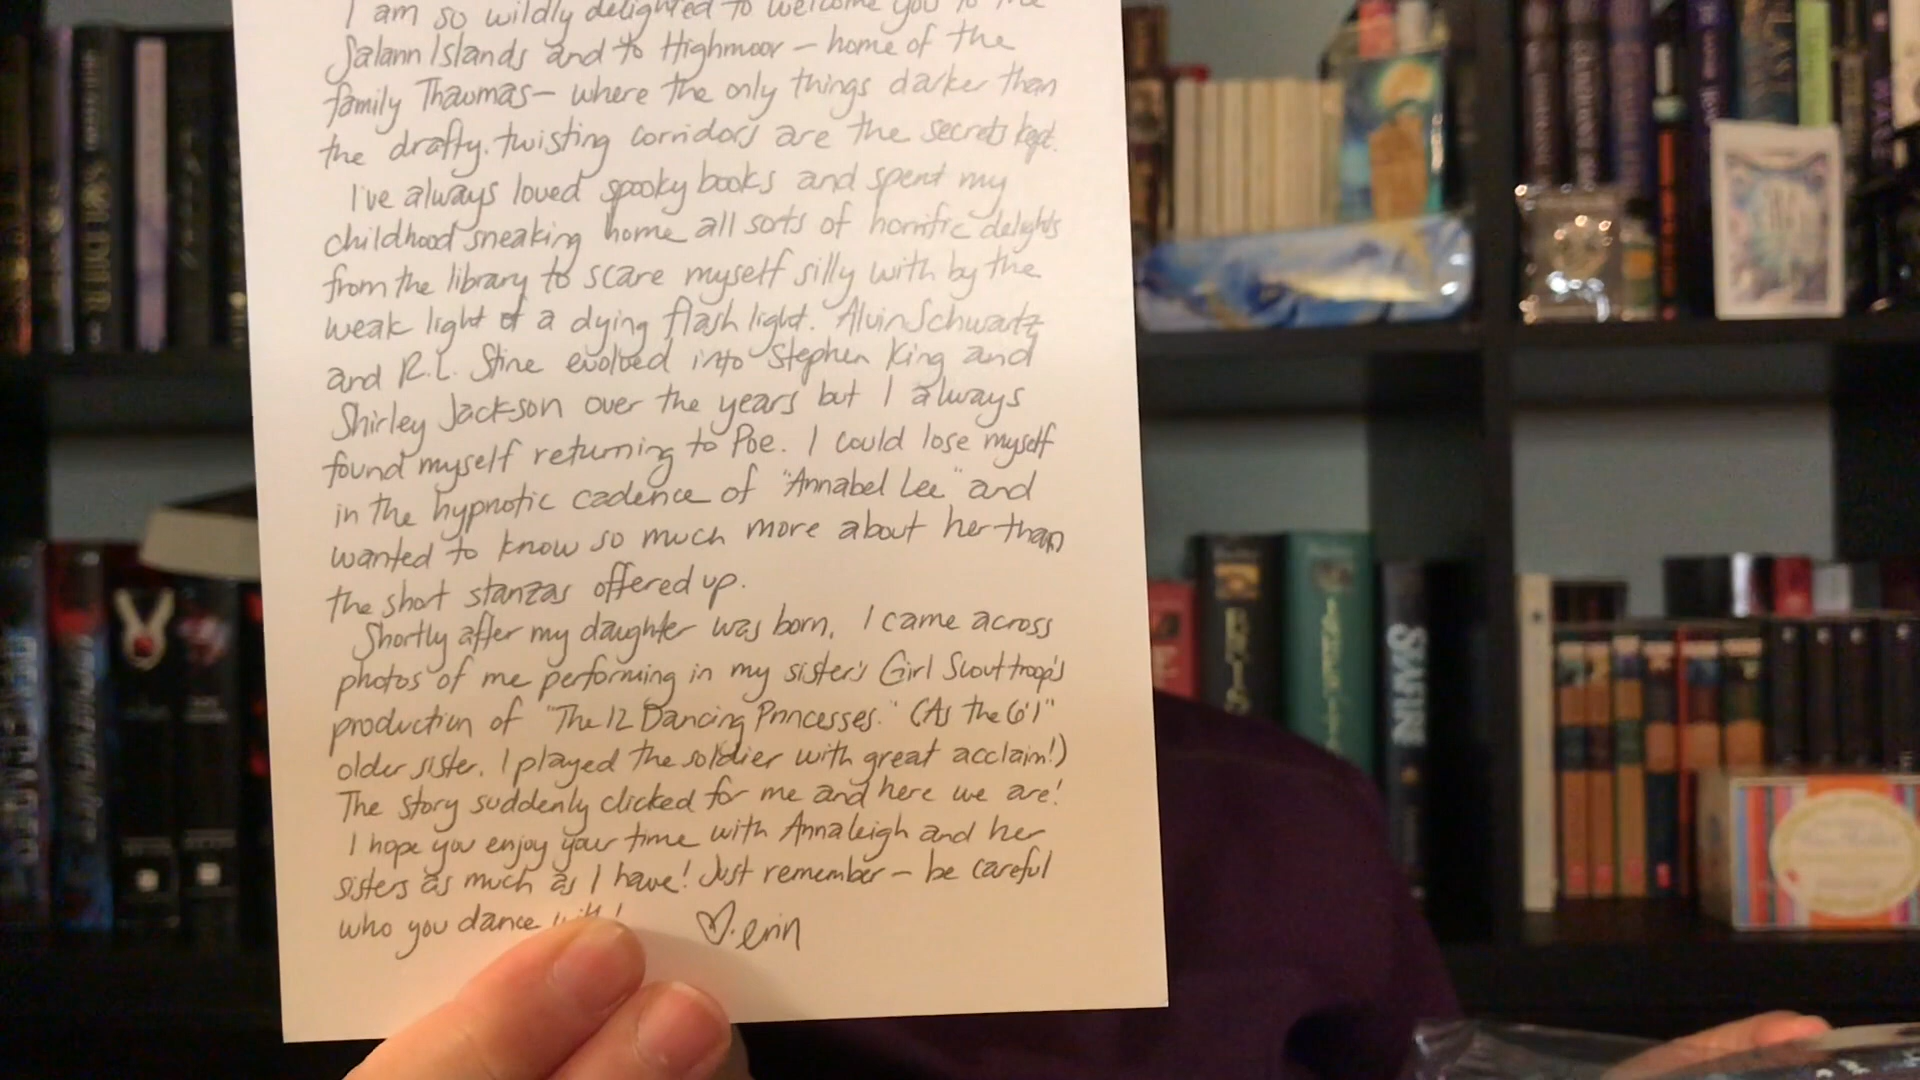 I am so wildly delighted to welcome you to the
Salann Islands and to Highmoor – home of the
family Thaumas – where the only things darker than
the drafty, twisting corridors are the secrets kept.
I've always loved spooky books and spent my
childhood sneaking home all sorts of horrific delights
from the library to scare myself silly with by the
weak light of a dying flash light. Alvin Schwartz
and R.L. Stine evolved into Stephen King and
Shirley Jackson over the years but I always
found myself returning to Poe. I could lose myself
in the hypnotic cadence of "Annabel Lee" and
wanted to know so much more about her than
the short stanzas offered up.
Shortly after my daughter was born, I came across
photos of me performing in my sister's Girl Scout troop's
production of "The 12 Dancing Princesses." (As the
older sister, I played the soldier with great acclaim!)
The story suddenly clicked for me and here we are!
I hope you enjoy your time with Annaleigh and her
sisters as much as I have! Just remember – be careful
who you dance
erin
STARFIRE